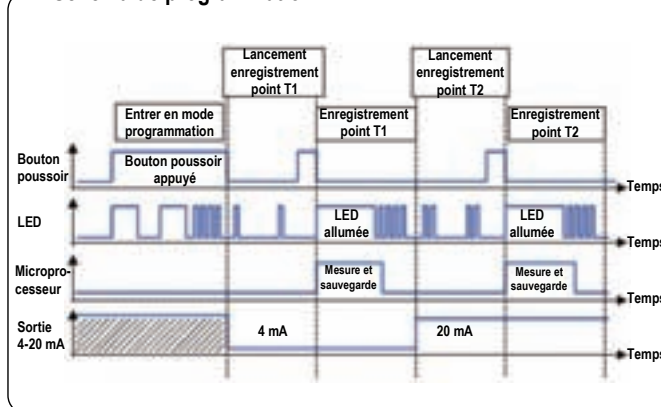 Lancement
enregistrement
point T1
Lancement
enregistrement
point T2
Entrer en mode
programmation
Enregistrement
point T1
Enregistrement
point T2
Bouton
poussoir
Bouton poussoir
appuyé
Temps
LED
LED
allumée
LED
allumée
Temps
Micropro-
cesseur
Mesure et
sauvegarde
Mesure et
sauvegarde
Temps
Sortie
4-20 mA
4 mA
20 mA
Temps